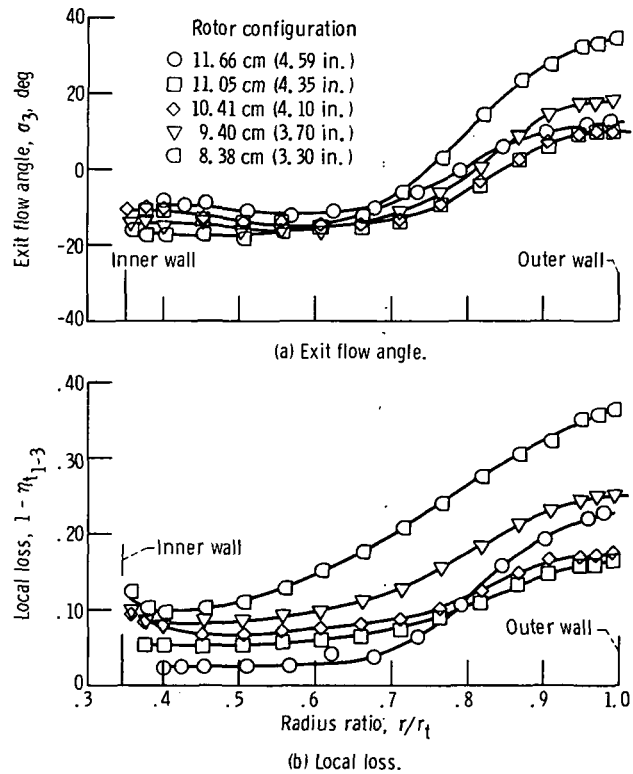 Rotor configuration
11.66 cm (4.59 in.)
11.05 cm (4.35 in.)
10.41 cm (4.10 in.)
9.40 cm (3.70 in.)
8.38 cm (3.30 in.)
Exit flow angle, σ3, deg
40
20
0
-20
-40
Inner wall
Outer wall
(a) Exit flow angle.
Local loss, 1 - ηt1-3
.40
.30
.20
.10
0
Inner wall
Outer wall
.3 .4 .5 .6 .7 .8 .9 1.0
Radius ratio, r/rt
(b) Local loss.